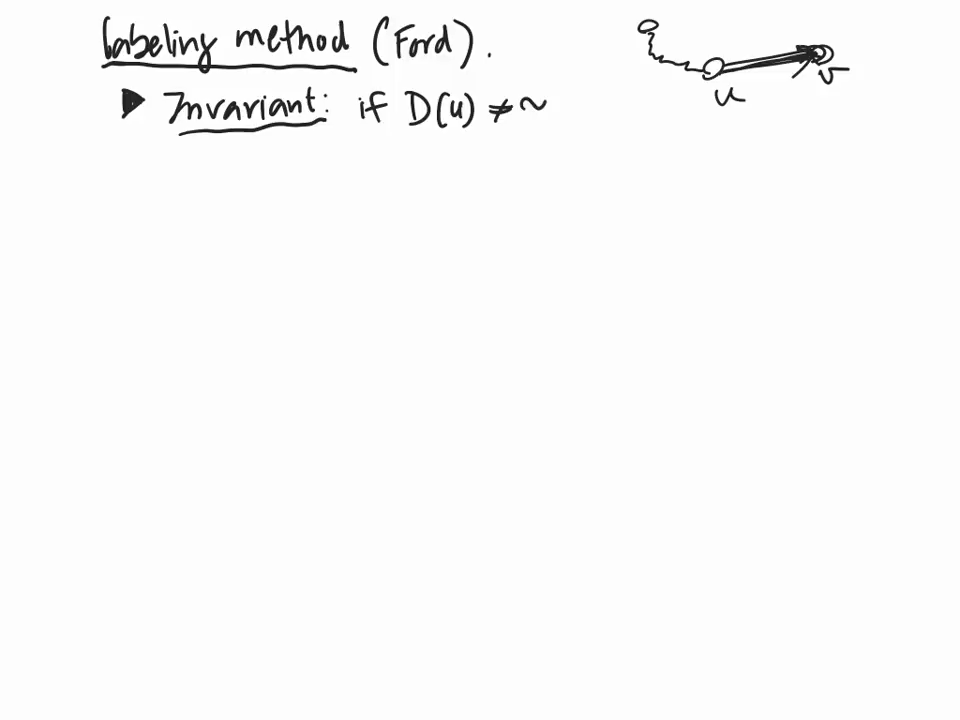 Labeling method (Ford).
▶ Invariant: if D(u) ≠ ~
u
v